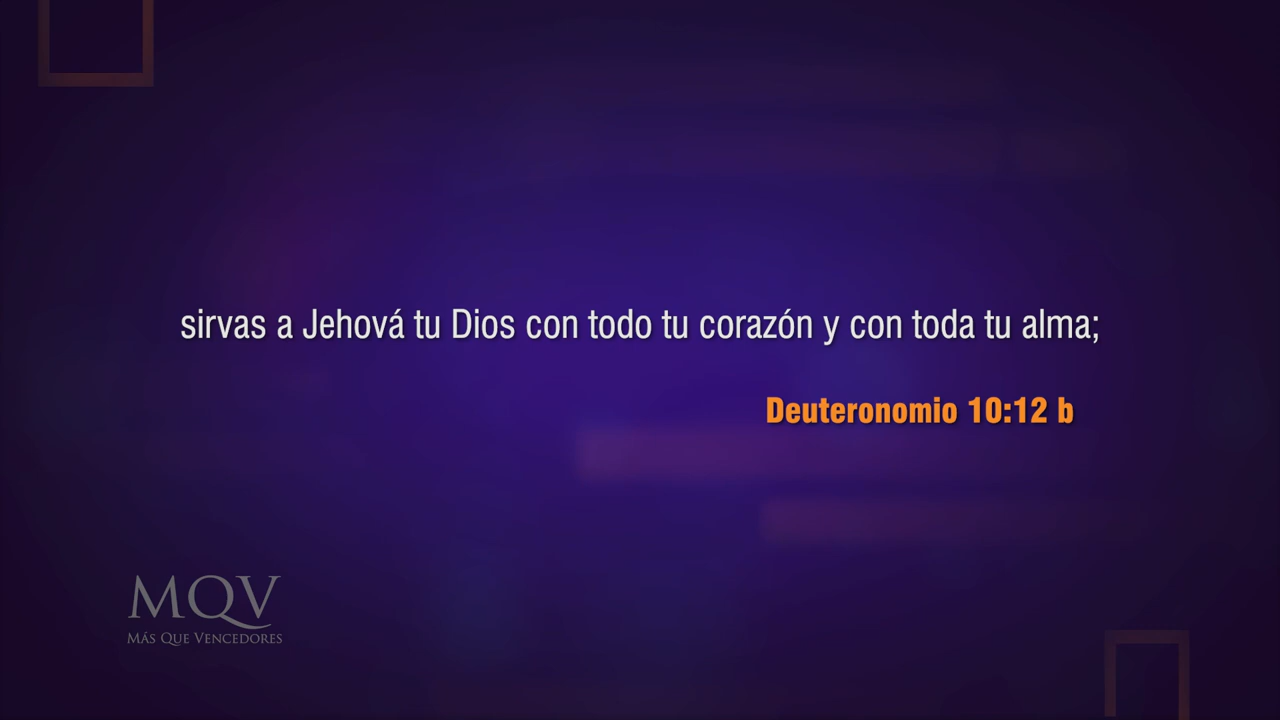 sirvas a Jehová tu Dios con todo tu corazón y con toda tu alma;
Deuteronomio 10:12 b
MQV
MÁS QUE VENCEDORES